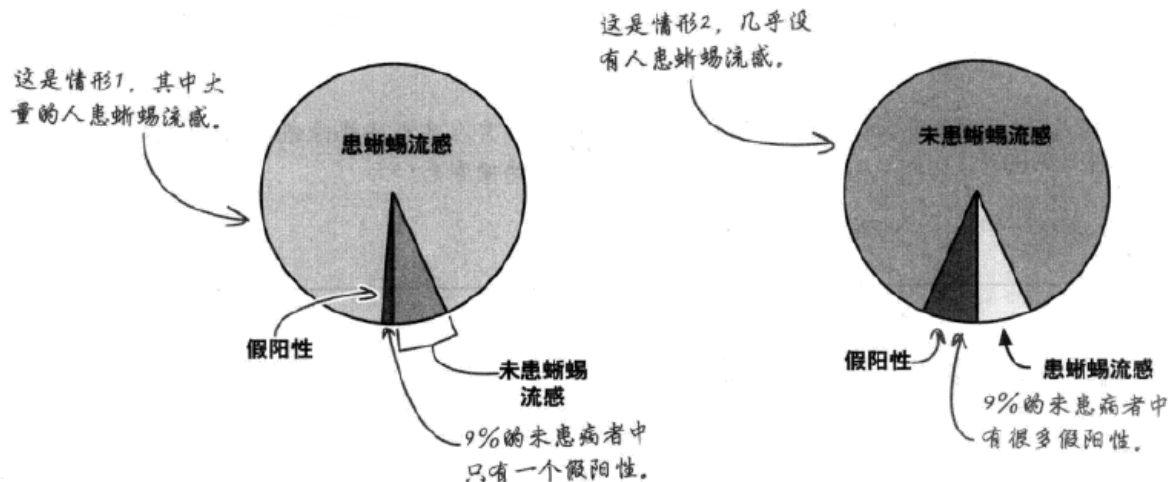 这是情形1，其中大
量的人患蜥蜴流感。
患蜥蜴流感
假阳性
未患蜥蜴
流感
9%的未患病者中
只有一个假阳性。
这是情形2，几乎没
有人患蜥蜴流感。
未患蜥蜴流感
假阳性
患蜥蜴流感
9%的未患病者中
有很多假阳性。